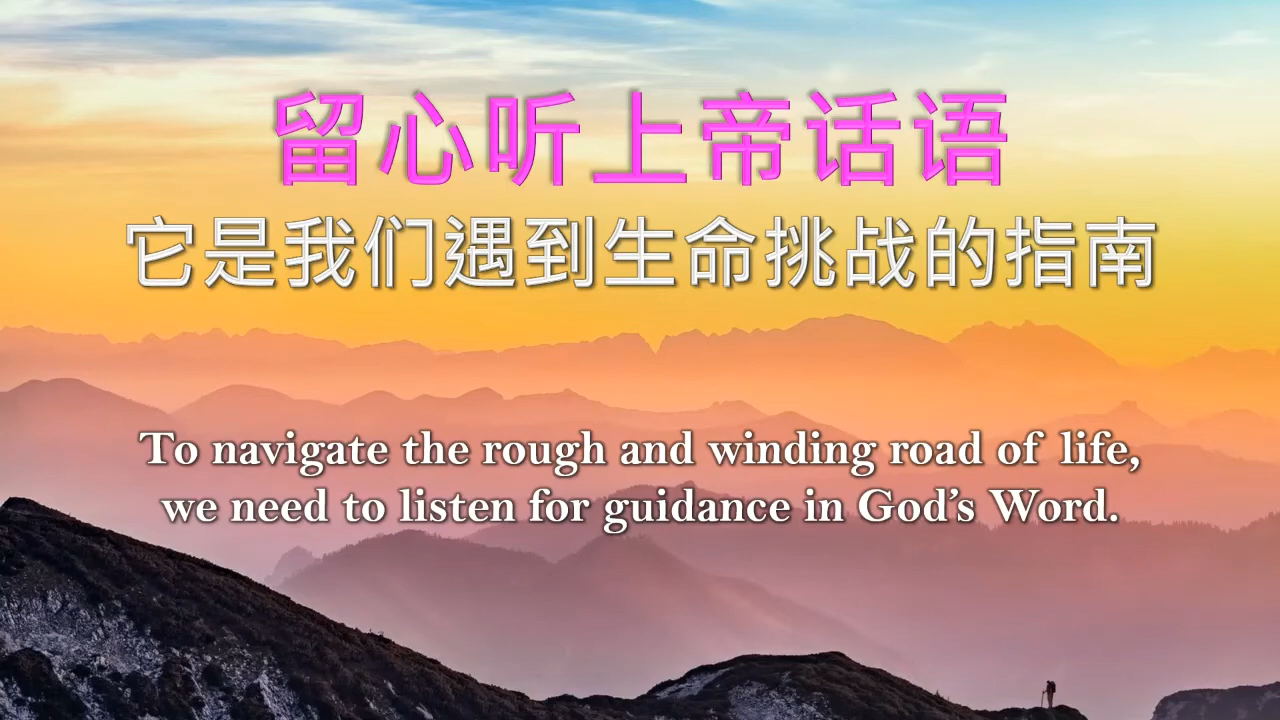 留心听上帝话语
它是我们遇到生命挑战的指南
To navigate the rough and winding road of life,
we need to listen for guidance in God’s Word.